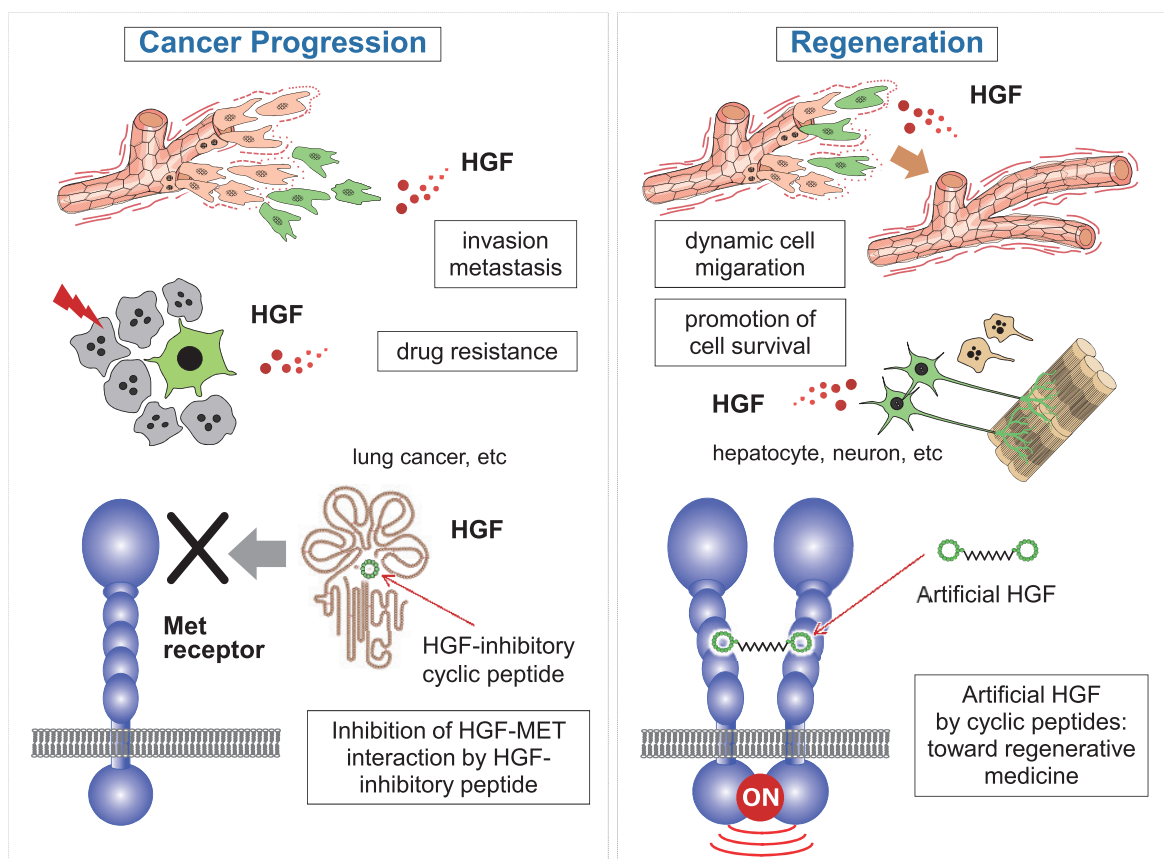 Cancer Progression
HGF
invasion
metastasis
HGF
drug resistance
lung cancer, etc
HGF
Met
receptor
HGF-inhibitory
cyclic peptide
Inhibition of HGF-MET
interaction by HGF-
inhibitory peptide
Regeneration
HGF
dynamic cell
migaration
promotion of
cell survival
HGF
hepatocyte, neuron, etc
Artificial HGF
Artificial HGF
by cyclic peptides:
toward regenerative
medicine
ON